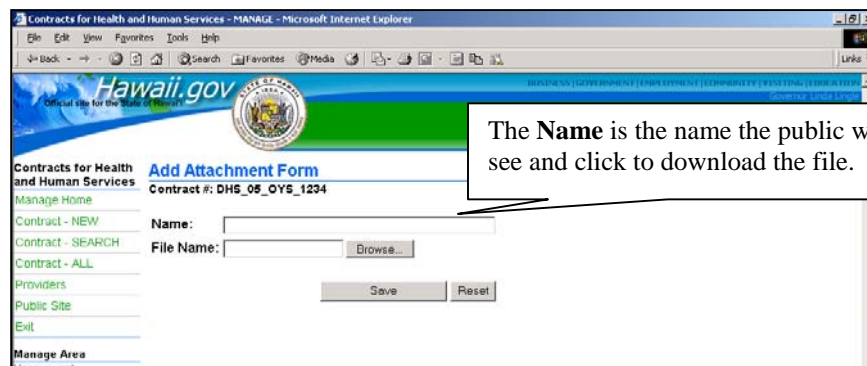 Contracts for Health and Human Services - MANAGE - Microsoft Internet Explorer
File Edit View Favorites Tools Help
Back Search Favorites Media Links
Hawaii.gov
Official site for the State of Hawai'i
BUSINESS | GOVERNMENT | EMPLOYMENT | COMMUNITY | VISITING | EDUCATION
Governor Linda Lingle
The Name is the name the public w
see and click to download the file.
Contracts for Health
and Human Services
Add Attachment Form
Contract #: DHS_05_OYS_1234
Manage Home
Contract - NEW
Name:
Contract - SEARCH
File Name: Browse...
Contract - ALL
Providers
Save Reset
Public Site
Exit
Manage Area